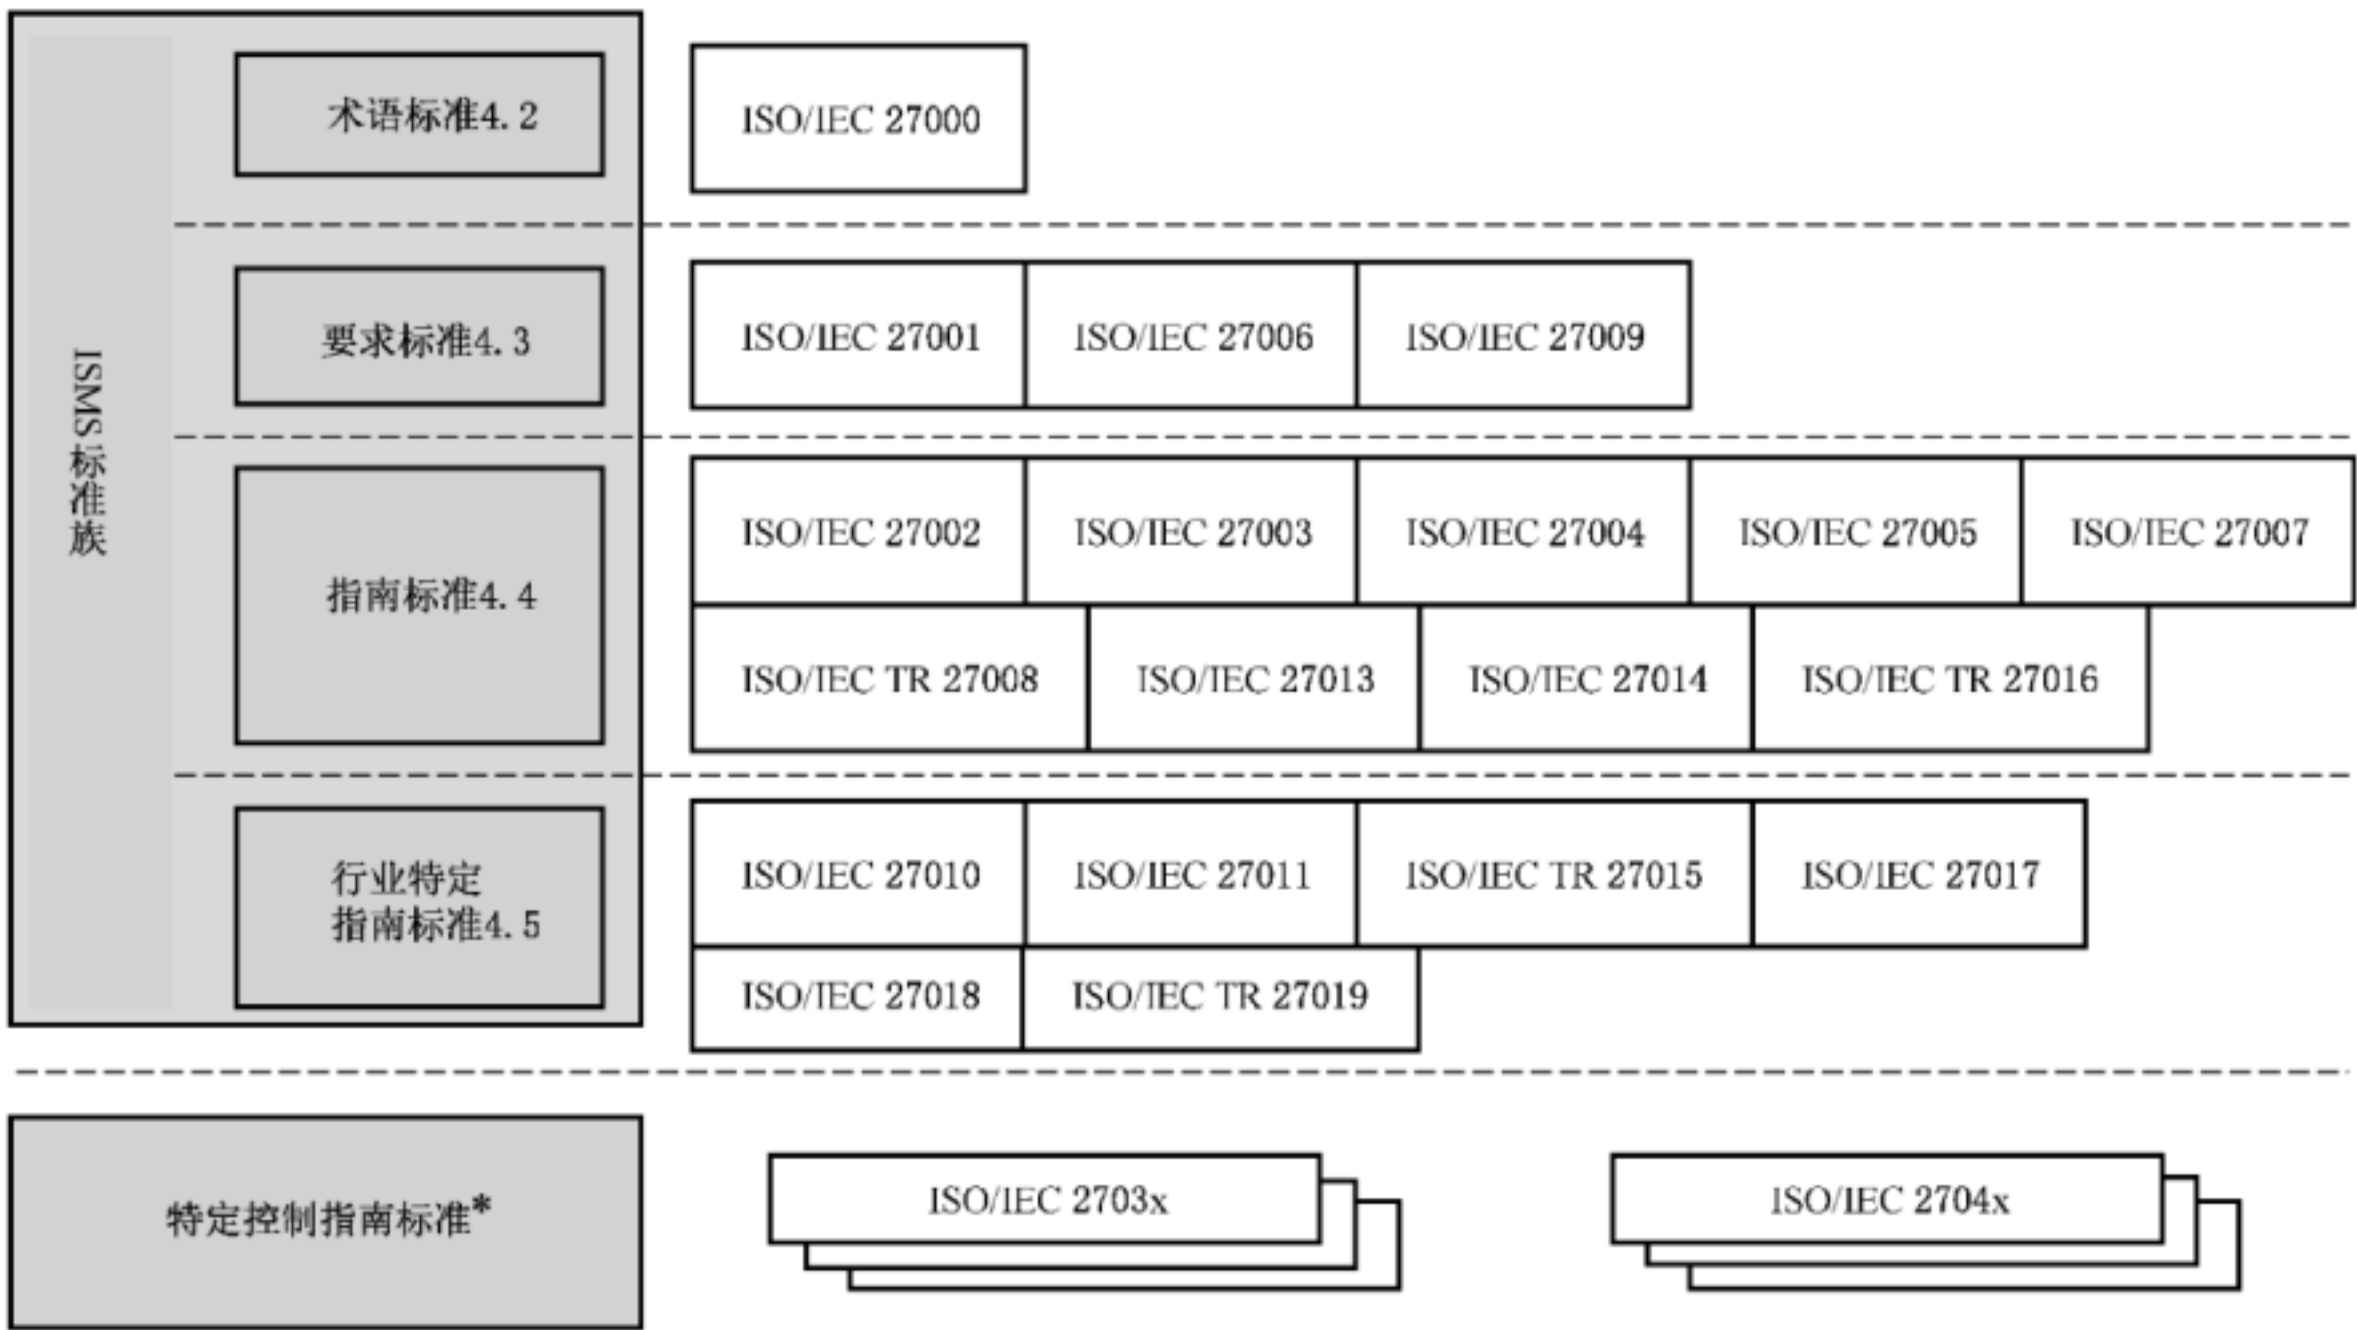 ISMS标准族
术语标准4.2
ISO/IEC 27000
要求标准4.3
ISO/IEC 27001
ISO/IEC 27006
ISO/IEC 27009
指南标准4.4
ISO/IEC 27002
ISO/IEC 27003
ISO/IEC 27004
ISO/IEC 27005
ISO/IEC 27007
ISO/IEC TR 27008
ISO/IEC 27013
ISO/IEC 27014
ISO/IEC TR 27016
行业特定
指南标准4.5
ISO/IEC 27010
ISO/IEC 27011
ISO/IEC TR 27015
ISO/IEC 27017
ISO/IEC 27018
ISO/IEC TR 27019
特定控制指南标准*
ISO/IEC 2703x
ISO/IEC 2704x